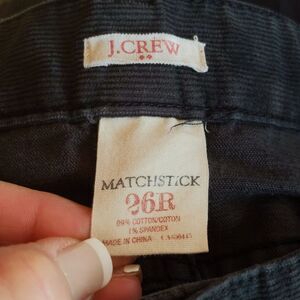 J.CREW
MATCHSTICK
26R
99% COTTON/COTON
1% SPANDEX
MADE IN CHINA